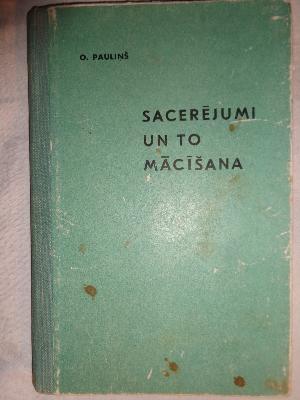 O. PAULIŅŠ
SACERĒJUMI
UN TO
MĀCĪŠANA